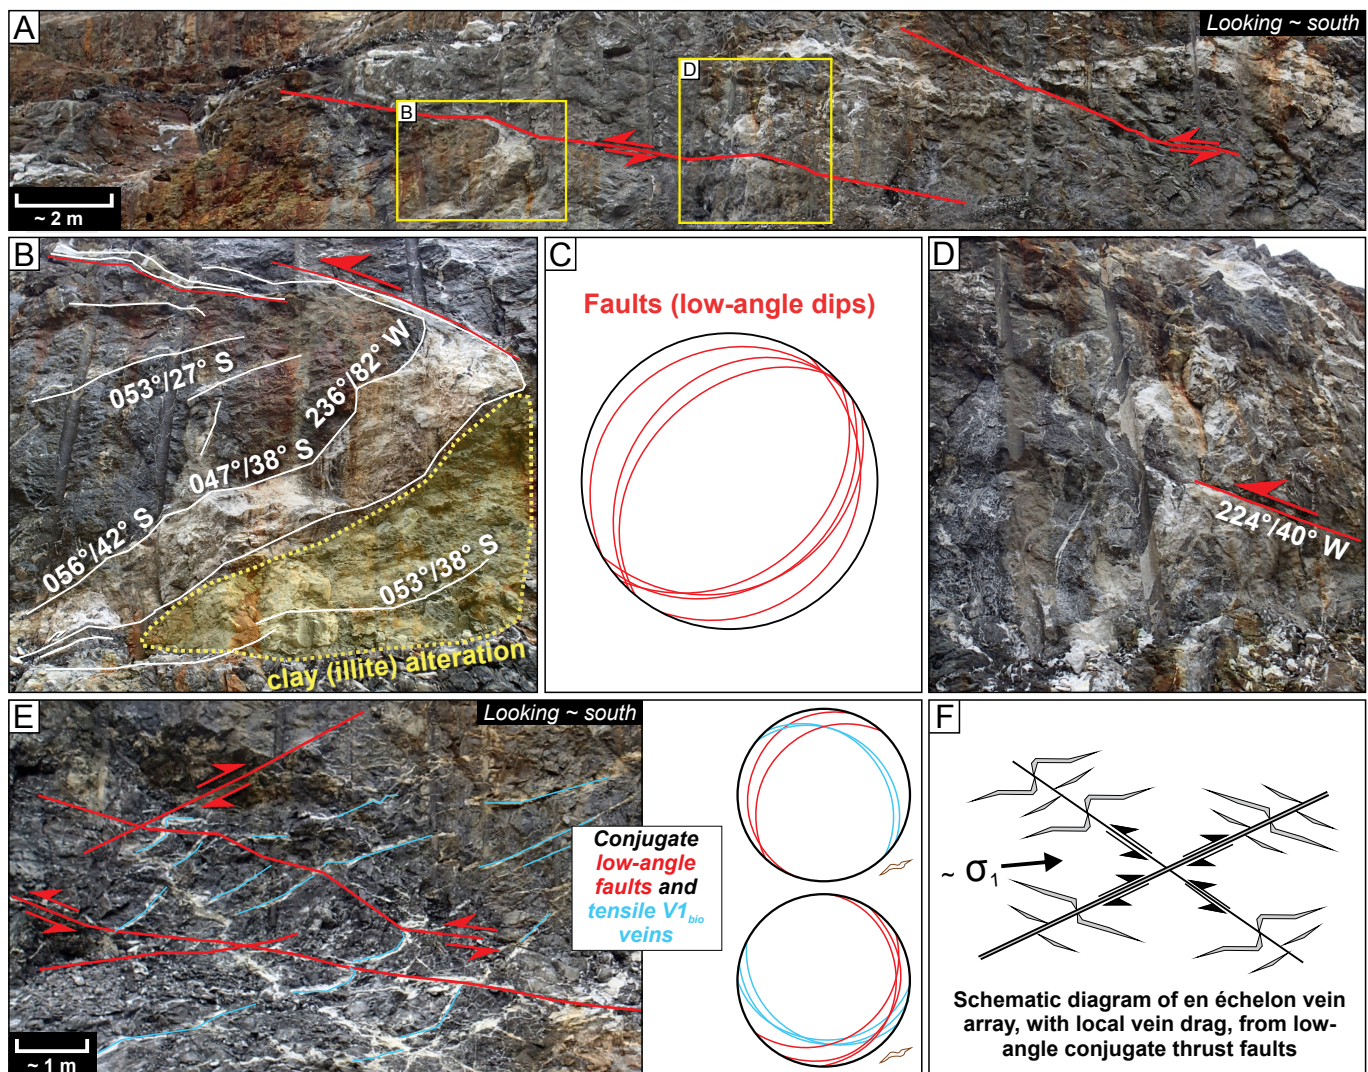 A
Looking ~ south
B
D
~ 2 m
B
053°/27° S
236°/82° W
047°/38° S
056°/42° S
053°/38° S
clay (illite) alteration
C
Faults (low-angle dips)
D
224°/40° W
E
Looking ~ south
~ 1 m
Conjugate
low-angle
faults and
tensile V1bio
veins
F
~ σ1
Schematic diagram of en échelon vein
array, with local vein drag, from low-
angle conjugate thrust faults